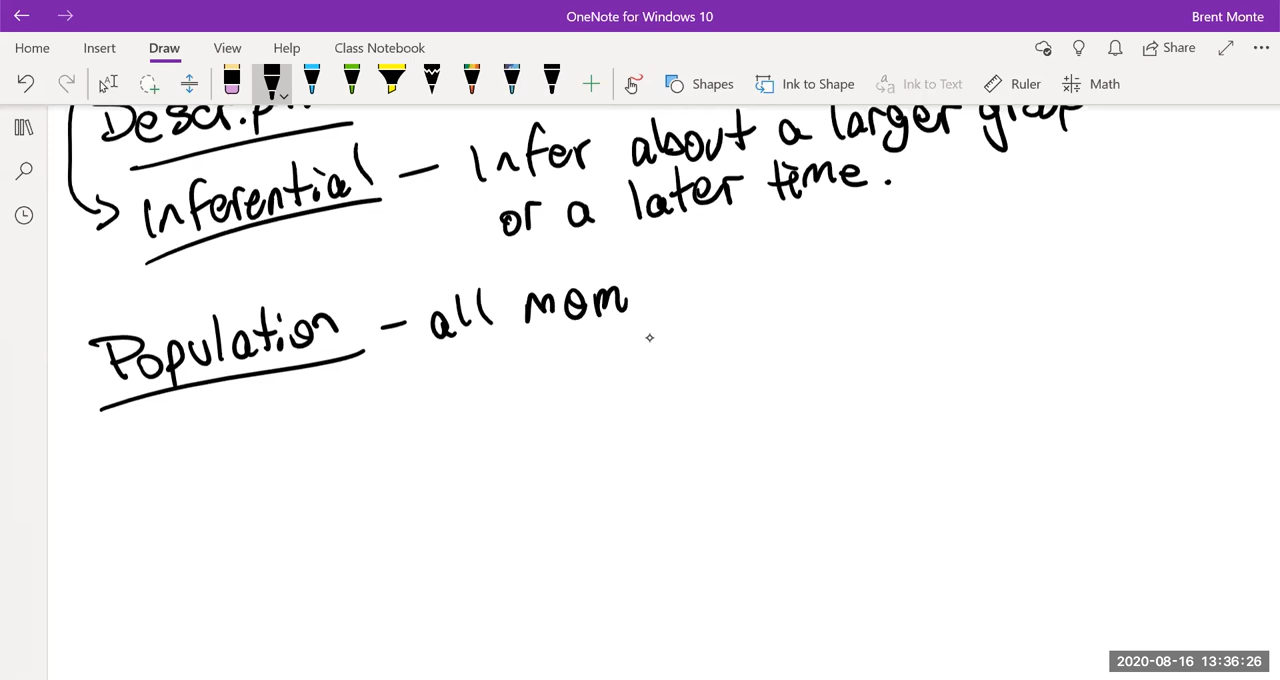 OneNote for Windows 10
Brent Monte
Home Insert Draw View Help Class Notebook
Share
Shapes Ink to Shape Ink to Text Ruler Math
Infer about a larger group
Inferential — or a later time.
Population - all mem
2020-08-16 13:36:26